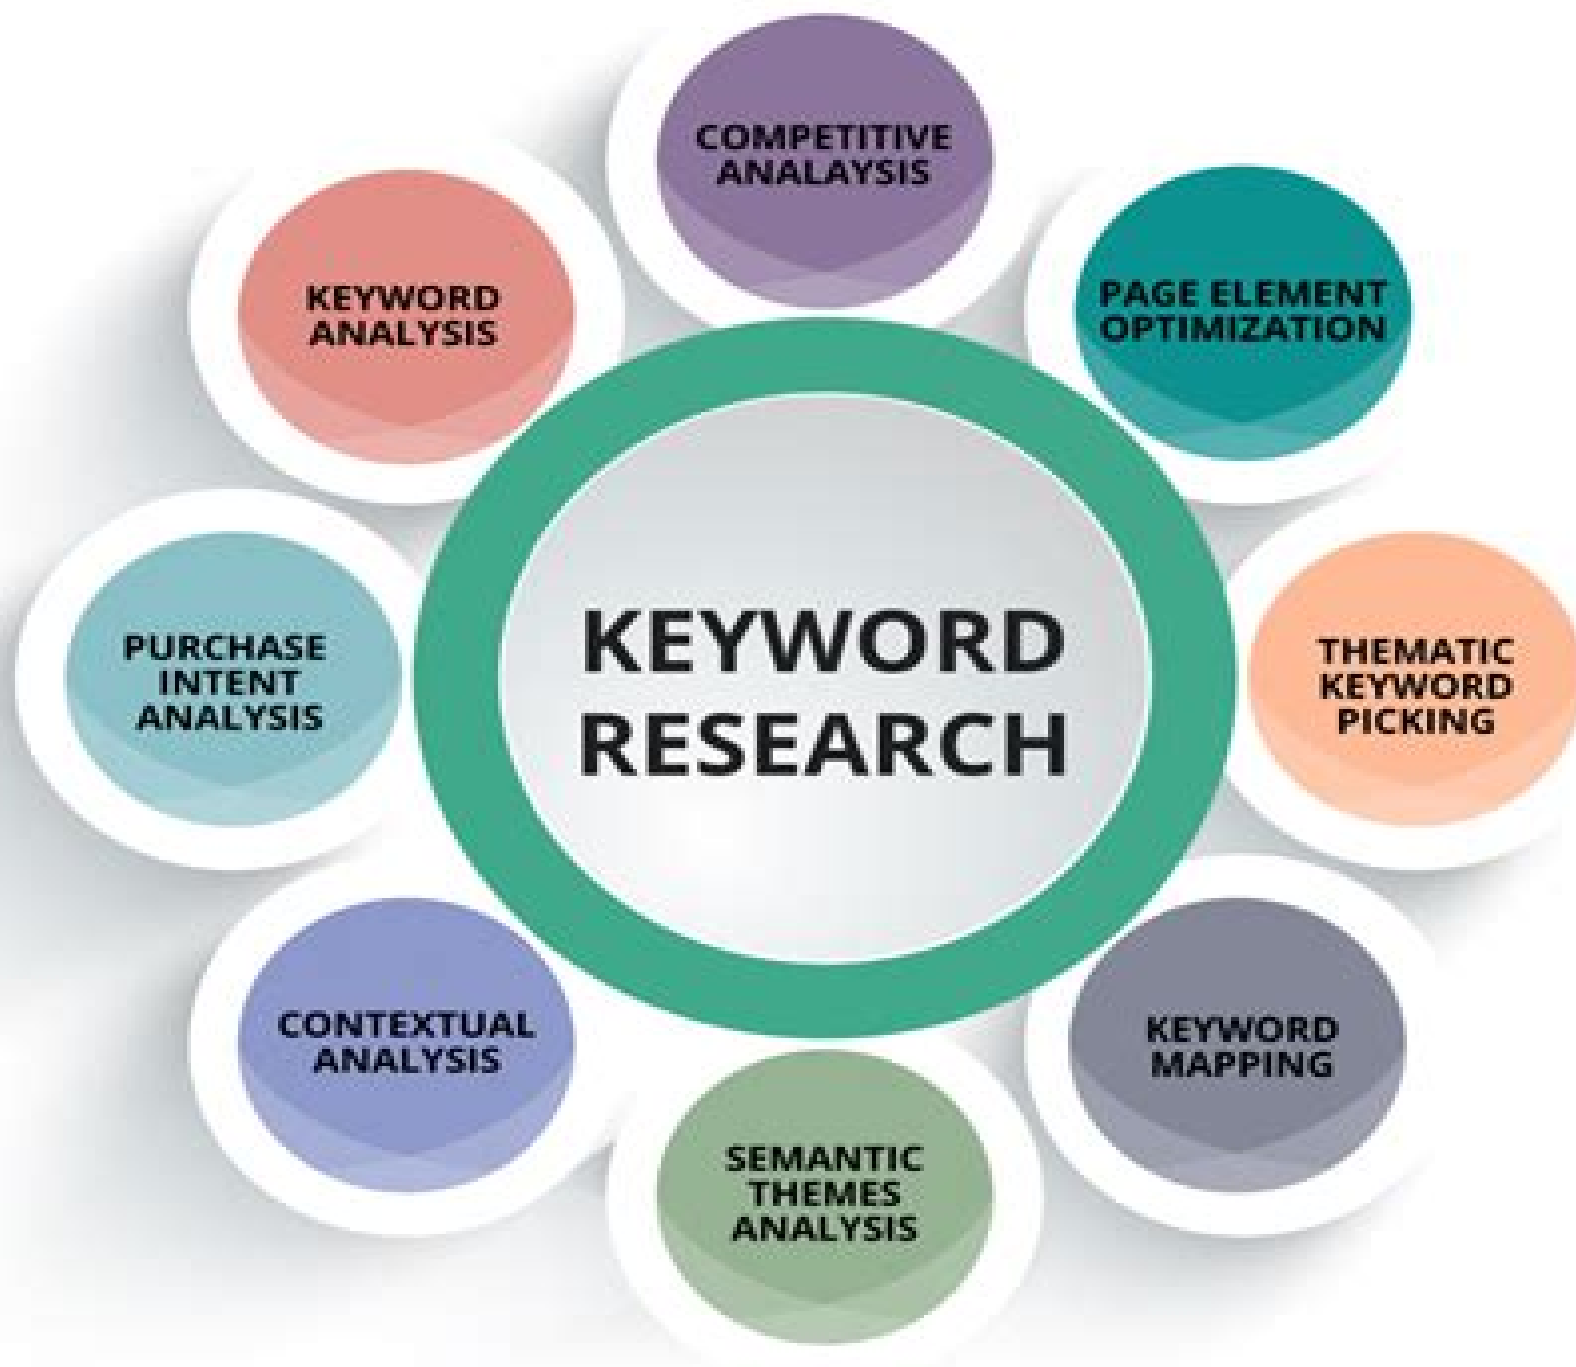 COMPETITIVE
ANALAYSIS
KEYWORD
ANALYSIS
PAGE ELEMENT
OPTIMIZATION
PURCHASE
INTENT
ANALYSIS
KEYWORD
RESEARCH
THEMATIC
KEYWORD
PICKING
CONTEXTUAL
ANALYSIS
KEYWORD
MAPPING
SEMANTIC
THEMES
ANALYSIS